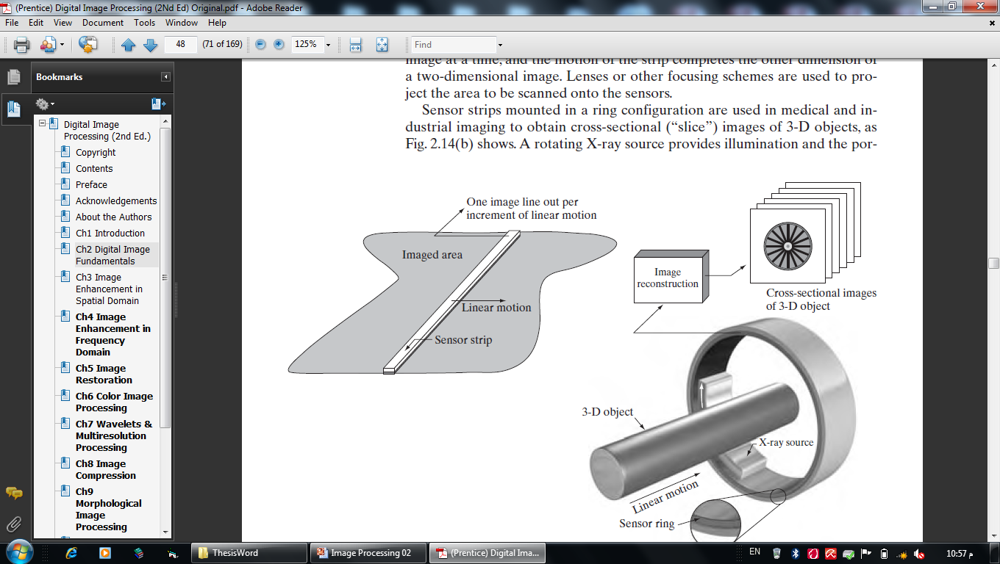 (Prentice) Digital Image Processing (2Nd Ed) Original.pdf - Adobe Reader
File Edit View Document Tools Window Help
48 (71 of 169) 125% Find
Bookmarks
Digital Image
Processing (2nd Ed.)
Copyright
Contents
Preface
Acknowledgements
About the Authors
Ch1 Introduction
Ch2 Digital Image
Fundamentals
Ch3 Image
Enhancement in
Spatial Domain
Ch4 Image
Enhancement in
Frequency
Domain
Ch5 Image
Restoration
Ch6 Color Image
Processing
Ch7 Wavelets &
Multiresolution
Processing
Ch8 Image
Compression
Ch9
Morphological
Image
Processing
image at a time, and the motion of the strip completes the other dimension of
a two-dimensional image. Lenses or other focusing schemes are used to pro-
ject the area to be scanned onto the sensors.
Sensor strips mounted in a ring configuration are used in medical and in-
dustrial imaging to obtain cross-sectional (“slice”) images of 3-D objects, as
Fig. 2.14(b) shows. A rotating X-ray source provides illumination and the por-
One image line out per
increment of linear motion
Imaged area
Linear motion
Sensor strip
Image
reconstruction
Cross-sectional images
of 3-D object
3-D object
X-ray source
Linear motion
Sensor ring
ThesisWord
Image Processing 02
(Prentice) Digital Ima...
EN
10:57 م